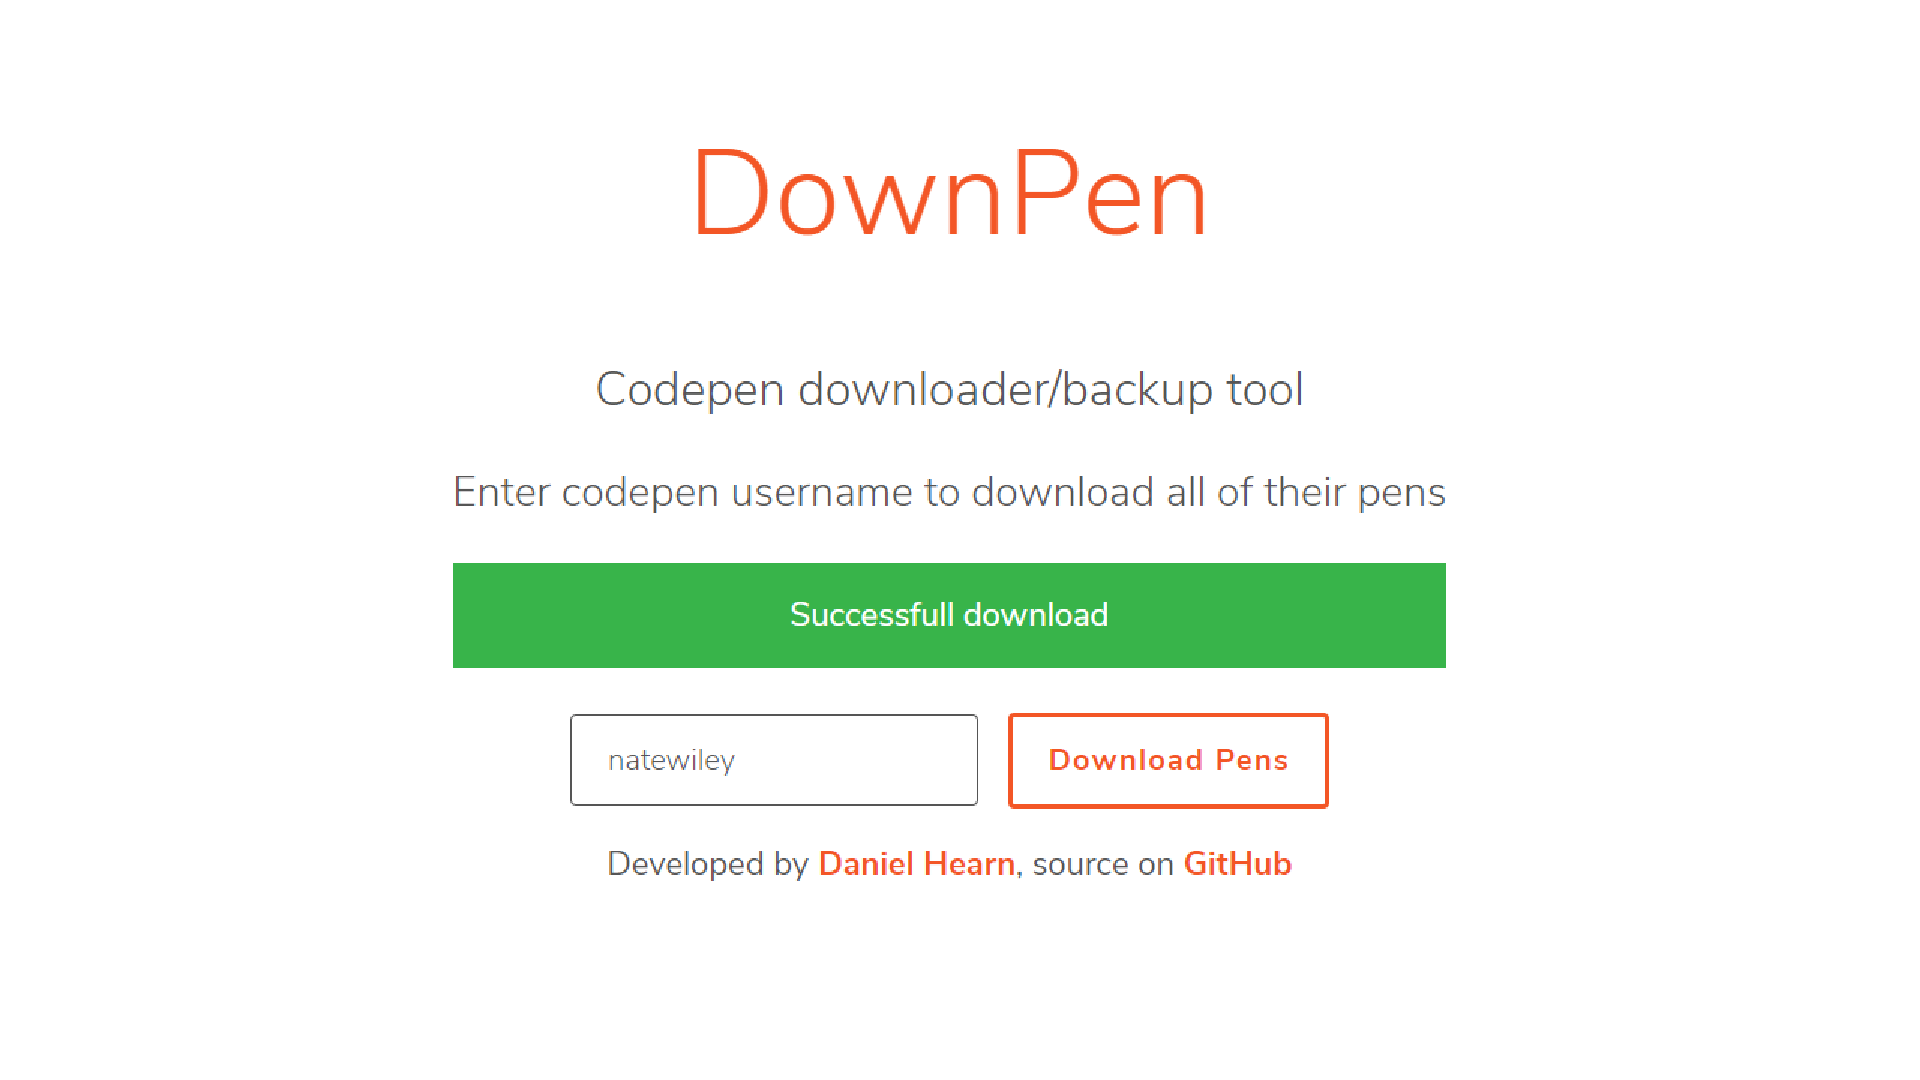 DownPen
Codepen downloader/backup tool
Enter codepen username to download all of their pens
Successfull download
natewiley
Download Pens
Developed by Daniel Hearn, source on GitHub